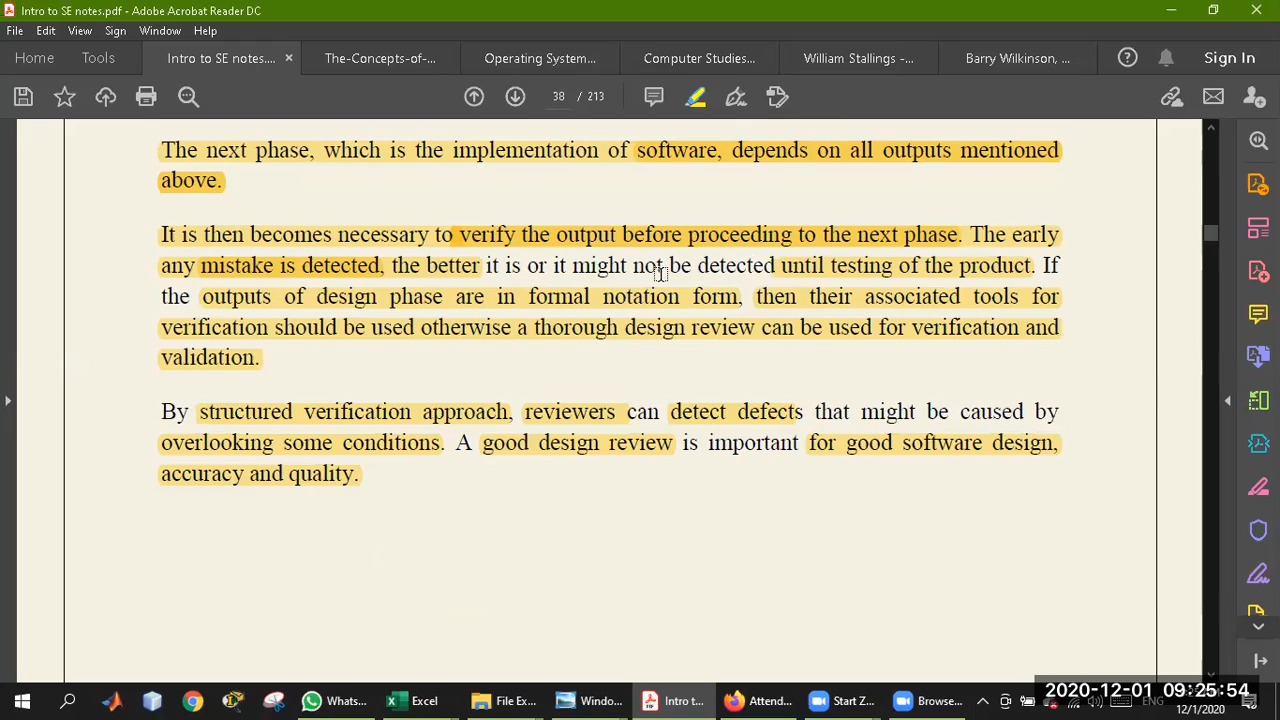 Intro to SE notes.pdf - Adobe Acrobat Reader DC
File Edit View Sign Window Help
Home Tools Intro to SE notes.... The-Concepts-of-... Operating System... Computer Studies... William Stallings -... Barry Wilkinson, ... Sign In
38 / 213
The next phase, which is the implementation of software, depends on all outputs mentioned
above.
It is then becomes necessary to verify the output before proceeding to the next phase. The early
any mistake is detected, the better it is or it might not be detected until testing of the product. If
the outputs of design phase are in formal notation form, then their associated tools for
verification should be used otherwise a thorough design review can be used for verification and
validation.
By structured verification approach, reviewers can detect defects that might be caused by
overlooking some conditions. A good design review is important for good software design,
accuracy and quality.
Whats... Excel File Ex... Windo... Intro t... Attend... Start Z... Browse...
2020-12-01 09:25:54
12/1/2020